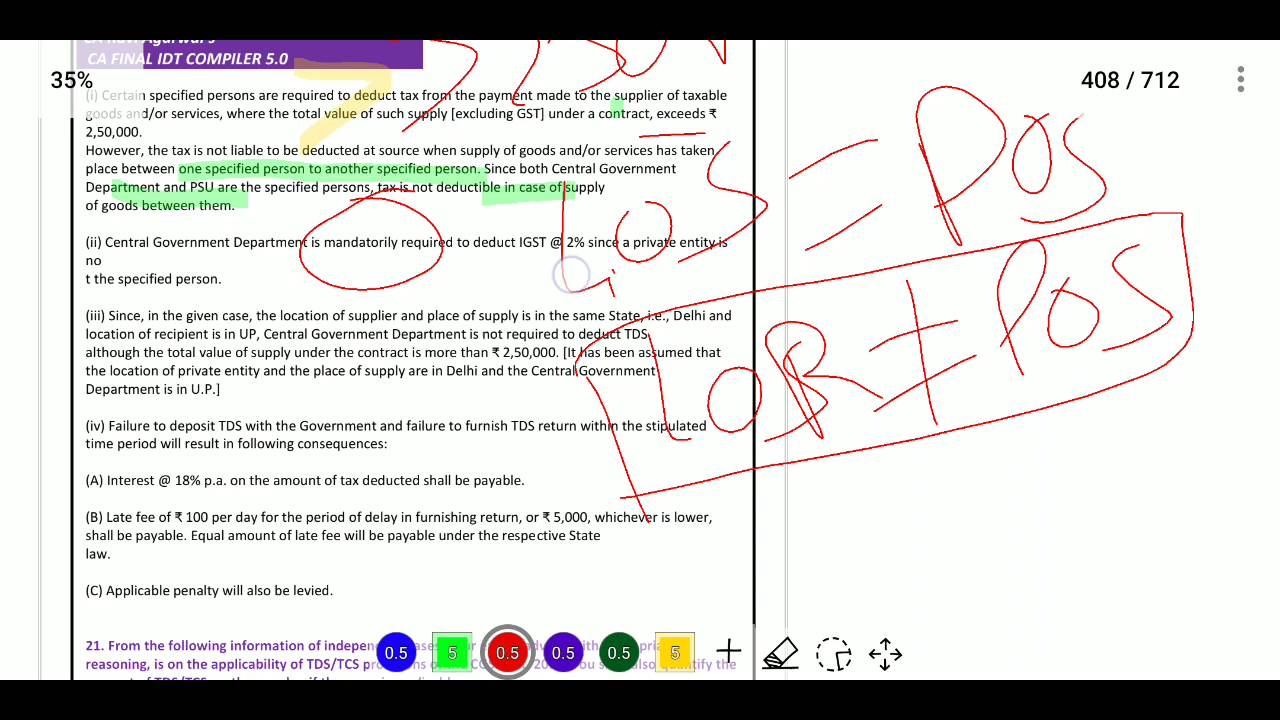 CA Ravi Agarwal's
CA FINAL IDT COMPILER 5.0
35%
408 / 712
(i) Certain specified persons are required to deduct tax from the payment made to the supplier of taxable
goods and/or services, where the total value of such supply [excluding GST] under a contract, exceeds ₹
2,50,000.
However, the tax is not liable to be deducted at source when supply of goods and/or services has taken
place between one specified person to another specified person. Since both Central Government
Department and PSU are the specified persons, tax is not deductible in case of supply
of goods between them.
LOS = POS
(ii) Central Government Department is mandatorily required to deduct IGST @ 2% since a private entity is
no
t the specified person.
LOR ≠ POS
(iii) Since, in the given case, the location of supplier and place of supply is in the same State, i.e., Delhi and
location of recipient is in UP, Central Government Department is not required to deduct TDS
although the total value of supply under the contract is more than ₹ 2,50,000. [It has been assumed that
the location of private entity and the place of supply are in Delhi and the Central Government
Department is in U.P.]
(iv) Failure to deposit TDS with the Government and failure to furnish TDS return within the stipulated
time period will result in following consequences:
(A) Interest @ 18% p.a. on the amount of tax deducted shall be payable.
(B) Late fee of ₹ 100 per day for the period of delay in furnishing return, or ₹ 5,000, whichever is lower,
shall be payable. Equal amount of late fee will be payable under the respective State
law.
(C) Applicable penalty will also be levied.
21. From the following information of independent
reasoning, is on the applicability of TDS/TCS quantify the
0.5 5 0.5 0.5 0.5 5